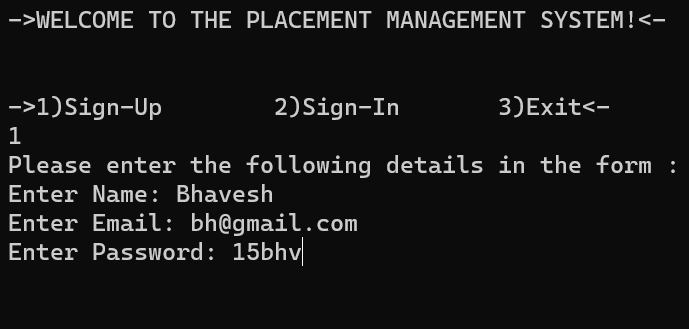 ->WELCOME TO THE PLACEMENT MANAGEMENT SYSTEM!<-
->1)Sign-Up        2)Sign-In       3)Exit<-
1
Please enter the following details in the form :
Enter Name: Bhavesh
Enter Email: bh@gmail.com
Enter Password: 15bhv